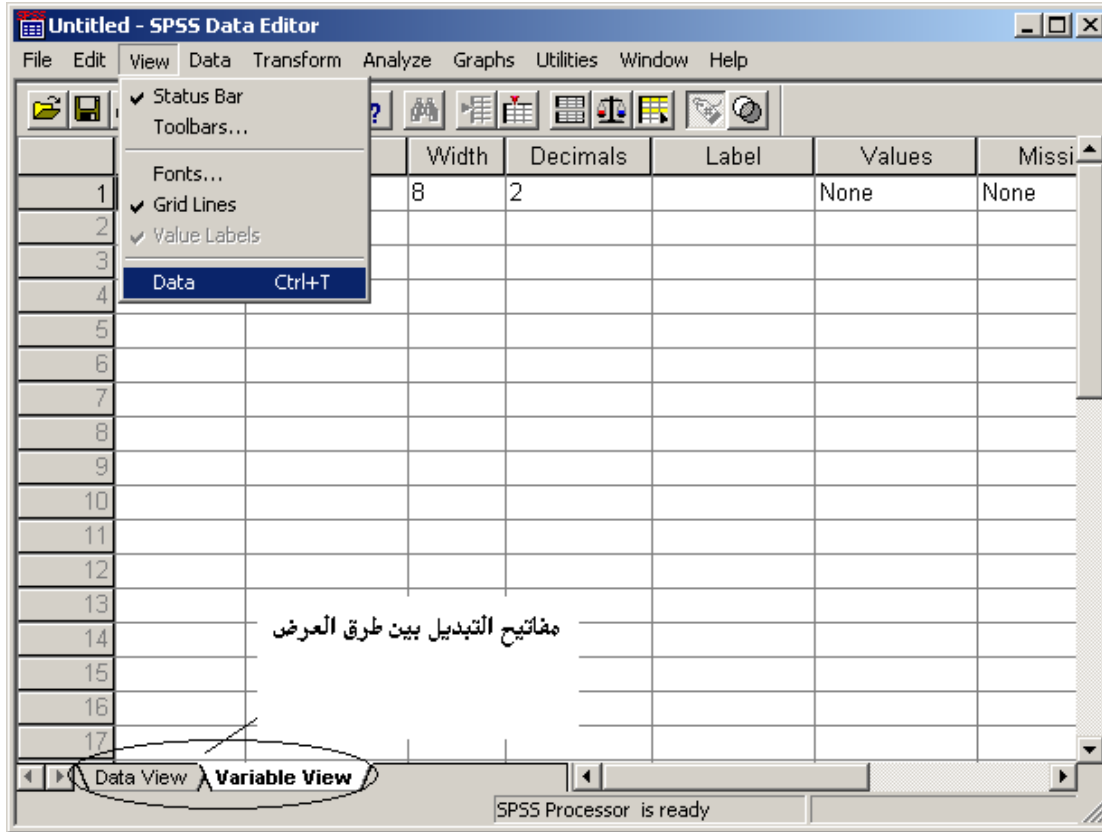 SPSS
Untitled - SPSS Data Editor
File Edit View Data Transform Analyze Graphs Utilities Window Help
Status Bar
Toolbars...
Fonts...
Grid Lines
Value Labels
Data Ctrl+T
?
Width Decimals Label Values Missi
1 8 2 None None
2
3
4
5
6
7
8
9
10
11
12
13
14
15
16
17
مفاتيح التبديل بين طرق العرض
Data View Variable View
SPSS Processor is ready